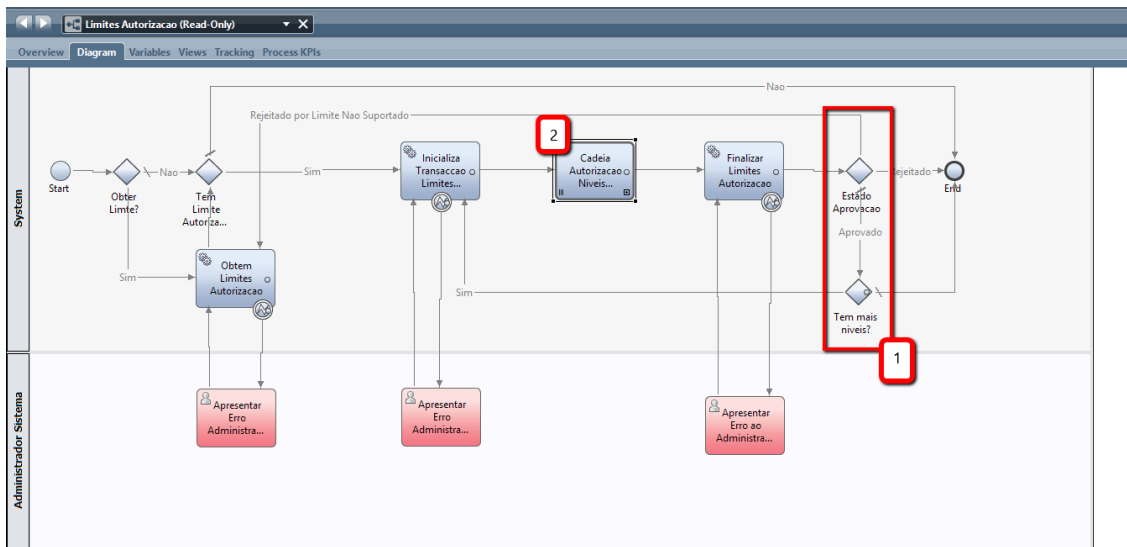 Limites Autorizacao (Read-Only)
Overview Diagram Variables Views Tracking Process KPIs
System
Nao
Rejeitado por Limite Nao Suportado
2
Start
Obter
Limte?
Nao
Tem
Limite
Autoriza...
Sim
Inicializa
Transaccao
Limites...
Cadeia
Autorizacao
Niveis...
Finalizar
Limites
Autorizacao
Estado
Aprovacao
ejeitado
End
Aprovado
Sim
Obtem
Limites
Autorizacao
Sim
Tem mais
niveis?
1
Administrador Sistema
Apresentar
Erro
Administra...
Apresentar
Erro
Administra...
Apresentar
Erro ao
Administra...